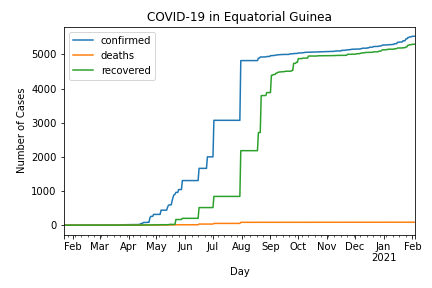 COVID-19 in Equatorial Guinea
confirmed
deaths
recovered
Number of Cases
5000
4000
3000
2000
1000
0
Feb Mar Apr May Jun Jul Aug Sep Oct Nov Dec Jan Feb
2021
Day